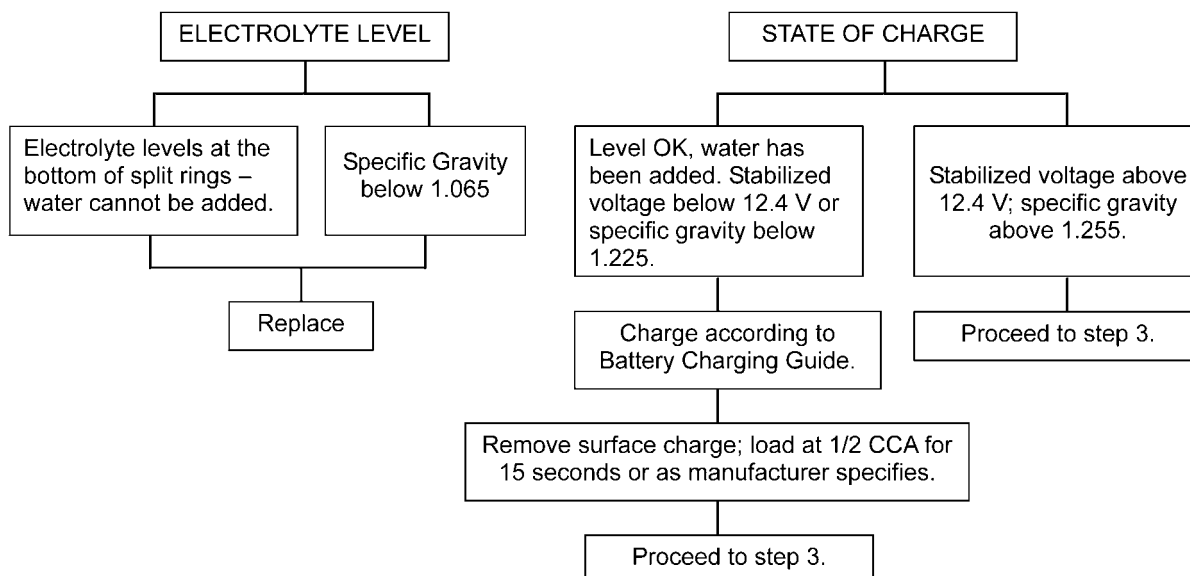 ELECTROLYTE LEVEL
Electrolyte levels at the
bottom of split rings –
water cannot be added.
Specific Gravity
below 1.065
Replace
STATE OF CHARGE
Level OK, water has
been added. Stabilized
voltage below 12.4 V or
specific gravity below
1.225.
Stabilized voltage above
12.4 V; specific gravity
above 1.255.
Charge according to
Battery Charging Guide.
Proceed to step 3.
Remove surface charge; load at 1/2 CCA for
15 seconds or as manufacturer specifies.
Proceed to step 3.